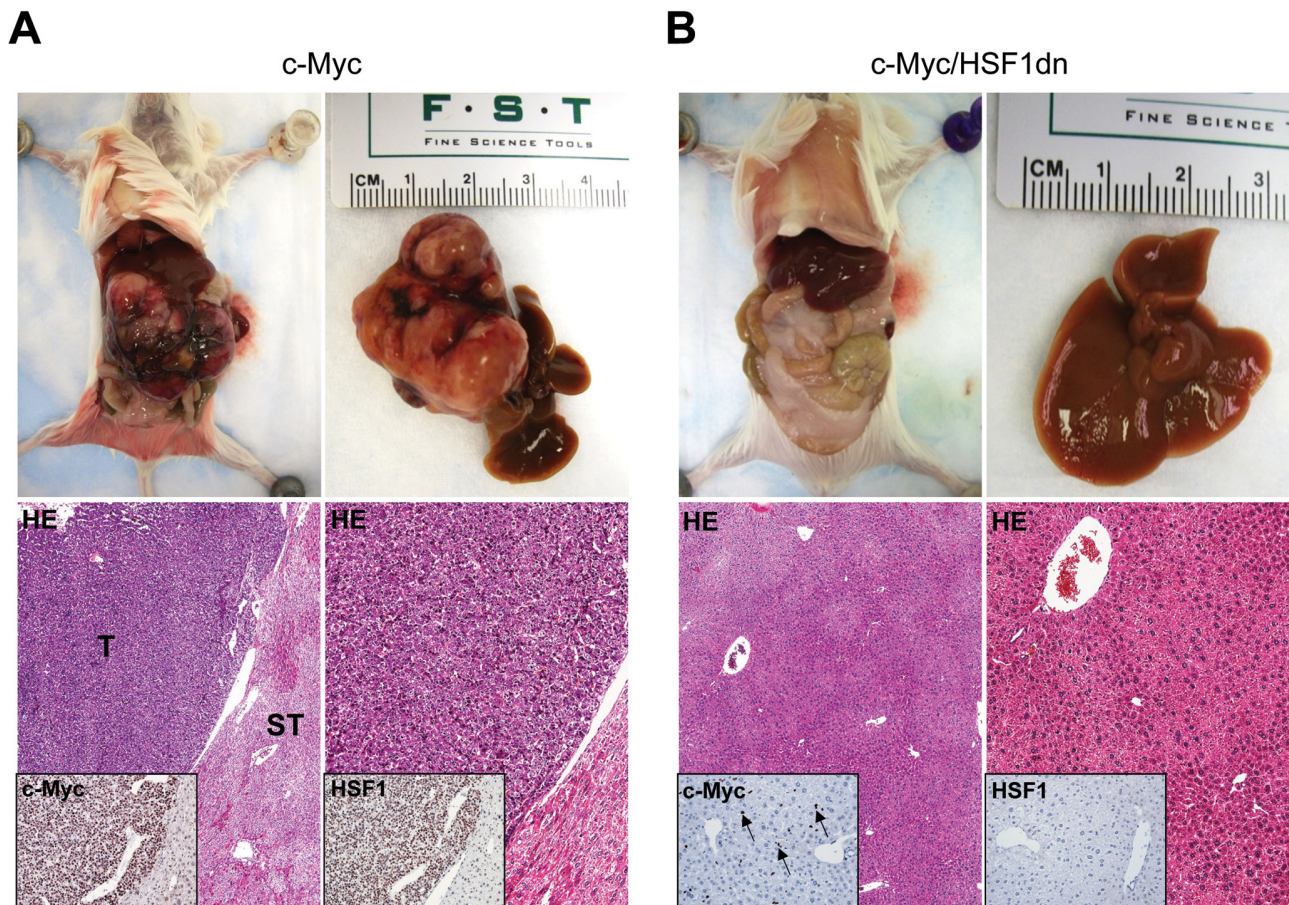 A
c-Myc
F·S·T
FINE SCIENCE TOOLS
CM 1 2 3 4
HE
T
ST
c-Myc
HE
HSF1
B
c-Myc/HSF1dn
FINE SCIENCE
CM 1 2 3
HE
c-Myc
HE
HSF1